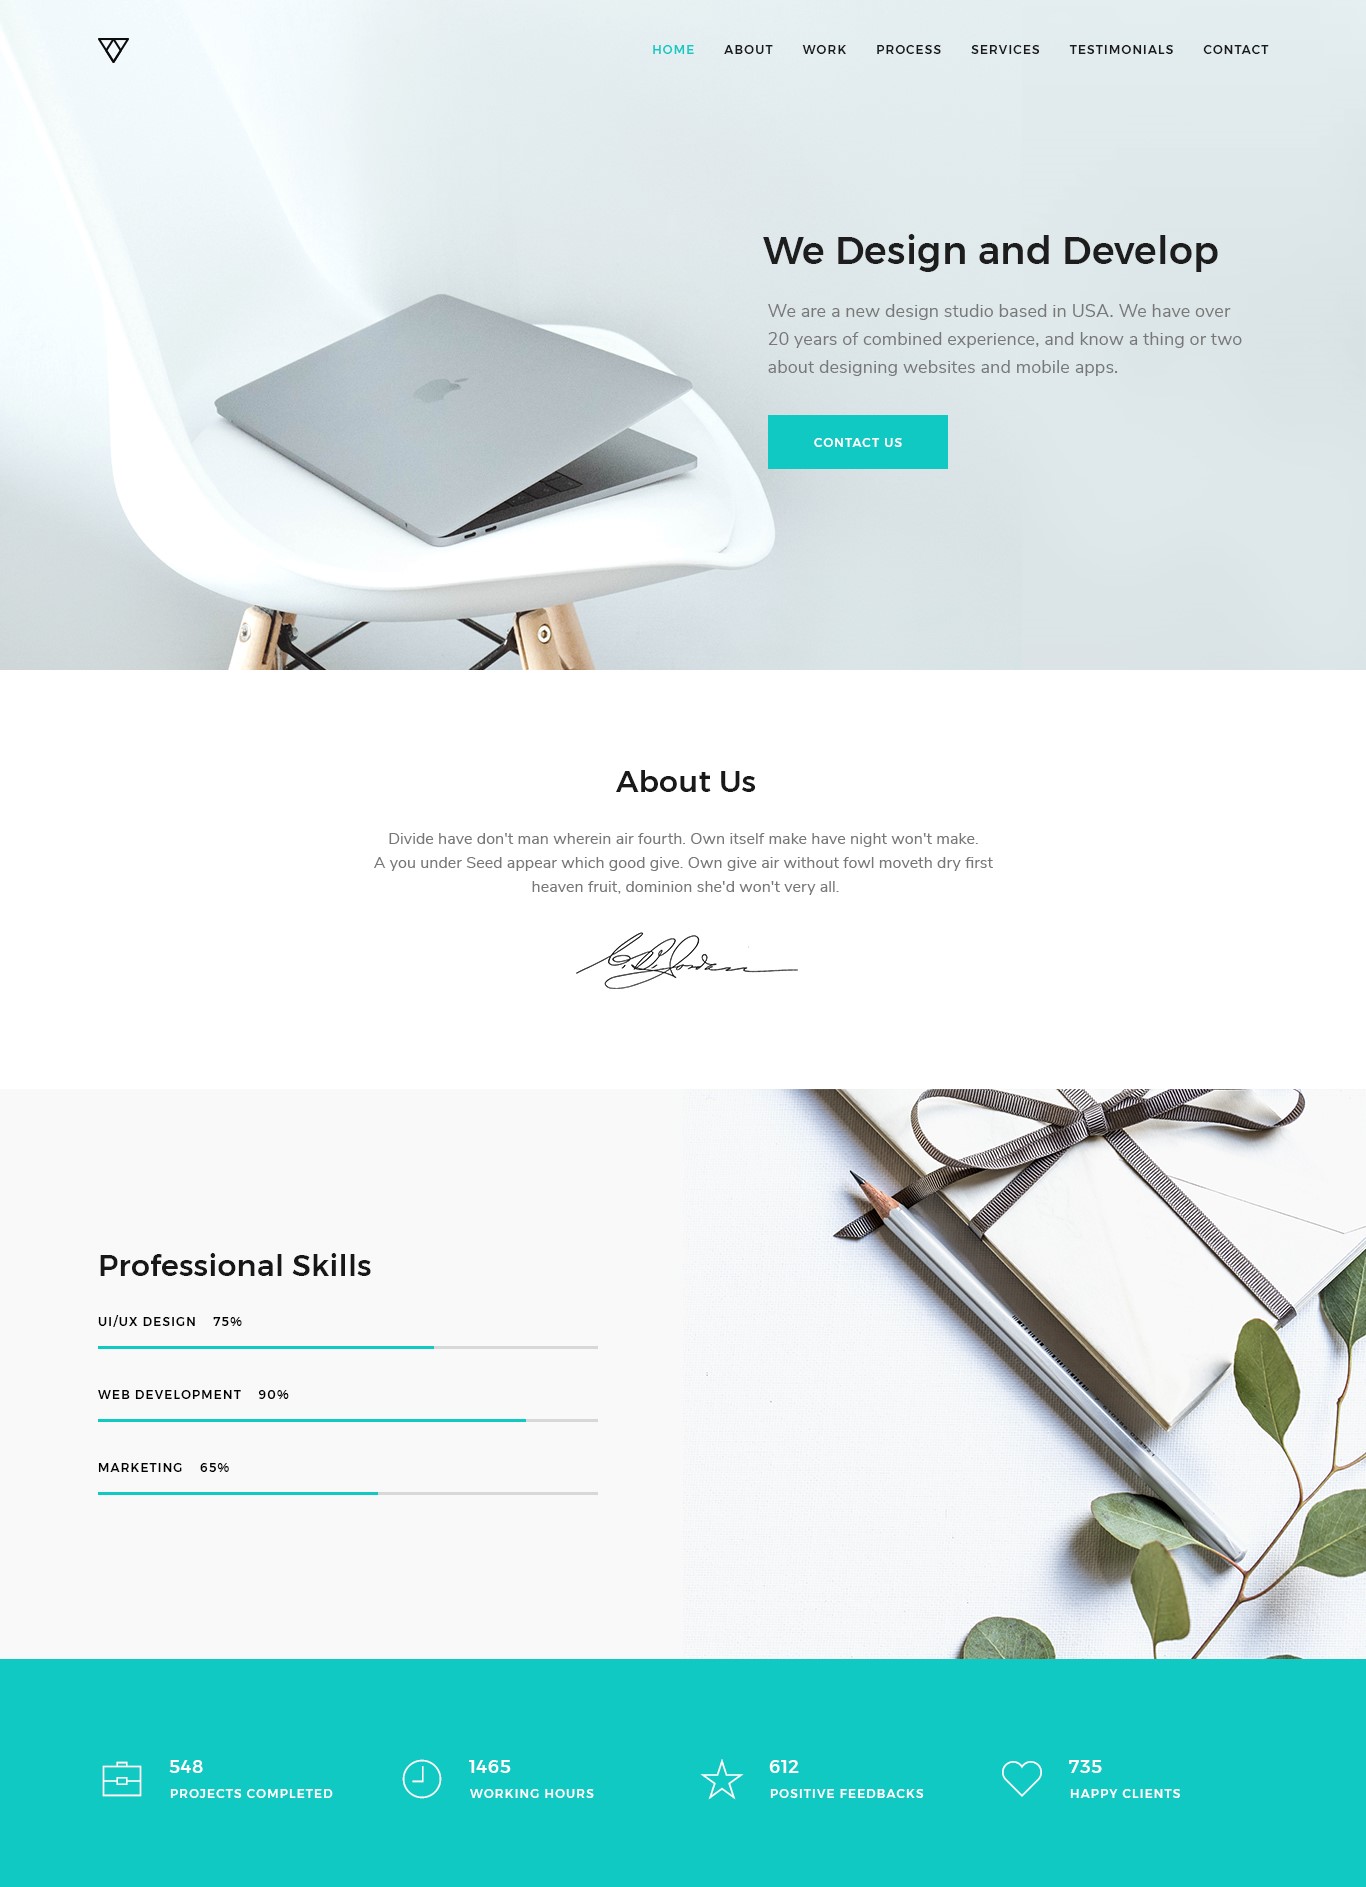 HOME ABOUT WORK PROCESS SERVICES TESTIMONIALS CONTACT
We Design and Develop
We are a new design studio based in USA. We have over
20 years of combined experience, and know a thing or two
about designing websites and mobile apps.
CONTACT US
About Us
Divide have don't man wherein air fourth. Own itself make have night won't make.
A you under Seed appear which good give. Own give air without fowl moveth dry first
heaven fruit, dominion she'd won't very all.
Professional Skills
UI/UX DESIGN 75%
WEB DEVELOPMENT 90%
MARKETING 65%
548
PROJECTS COMPLETED
1465
WORKING HOURS
612
POSITIVE FEEDBACKS
735
HAPPY CLIENTS